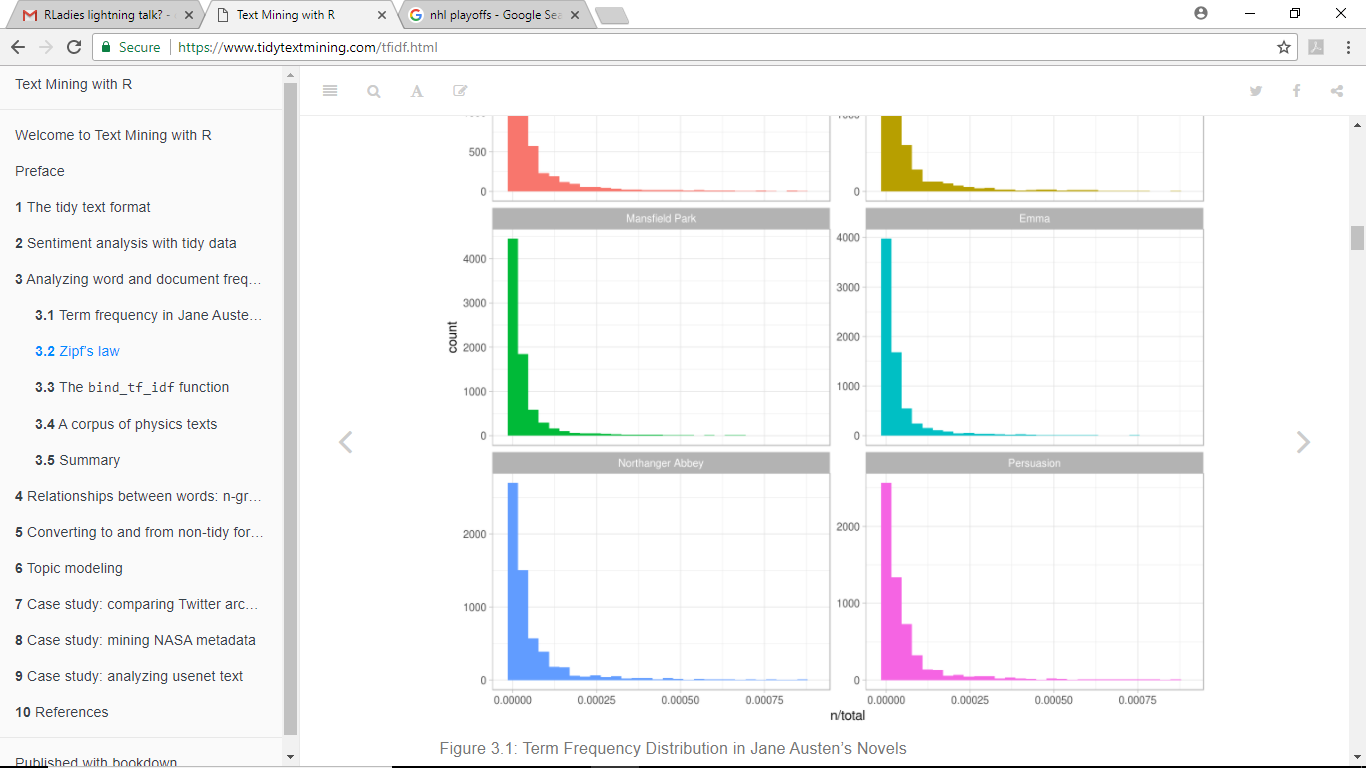 RLadies lightning talk? -
Text Mining with R
nhl playoffs - Google Sea
Secure
https://www.tidytextmining.com/tfidf.html
Text Mining with R
Welcome to Text Mining with R
Preface
1 The tidy text format
2 Sentiment analysis with tidy data
3 Analyzing word and document freq…
3.1 Term frequency in Jane Auste…
3.2 Zipf's law
3.3 The bind_tf_idf function
3.4 A corpus of physics texts
3.5 Summary
4 Relationships between words: n-gr…
5 Converting to and from non-tidy for…
6 Topic modeling
7 Case study: comparing Twitter arc…
8 Case study: mining NASA metadata
9 Case study: analyzing usenet text
10 References
Published with bookdown
A
500
0
1000
0
Mansfield Park
4000
3000
2000
1000
0
Emma
4000
3000
2000
1000
0
count
Northanger Abbey
2000
1000
0
Persuasion
2000
1000
0
0.00000 0.00025 0.00050 0.00075
0.00000 0.00025 0.00050 0.00075
n/total
Figure 3.1: Term Frequency Distribution in Jane Austen's Novels